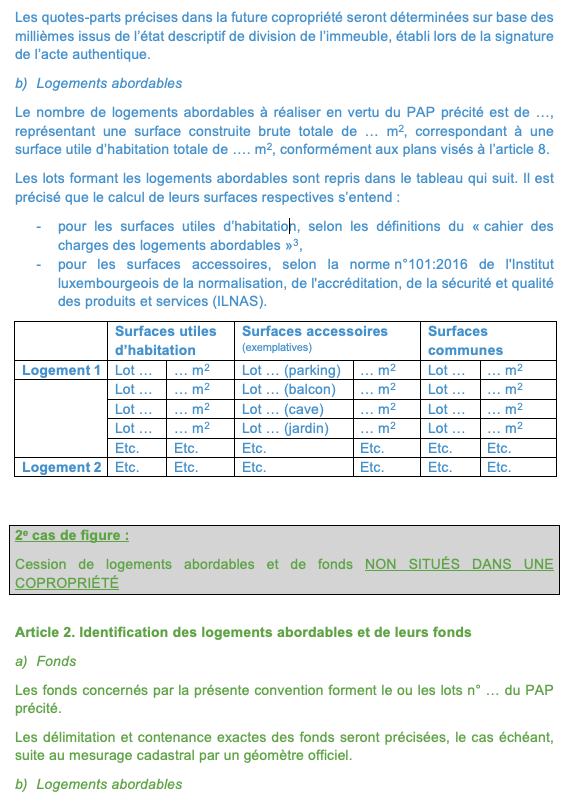 Les quotes-parts précises dans la future copropriété seront déterminées sur base des
millièmes issus de l'état descriptif de division de l'immeuble, établi lors de la signature
de l'acte authentique.
b) Logements abordables
Le nombre de logements abordables à réaliser en vertu du PAP précité est de …,
représentant une surface construite brute totale de … m², correspondant à une
surface utile d'habitation totale de …. m², conformément aux plans visés à l'article 8.
Les lots formant les logements abordables sont repris dans le tableau qui suit. Il est
précisé que le calcul de leurs surfaces respectives s'entend :
- pour les surfaces utiles d'habitation, selon les définitions du « cahier des
charges des logements abordables »³,
- pour les surfaces accessoires, selon la norme n°101:2016 de l'Institut
luxembourgeois de la normalisation, de l'accréditation, de la sécurité et qualité
des produits et services (ILNAS).
Surfaces utiles Surfaces accessoires Surfaces
d'habitation (exemplatives) communes
Logement 1 Lot … … m² Lot … (parking) … m² Lot … … m²
Lot … … m² Lot … (balcon) … m² Lot … … m²
Lot … … m² Lot … (cave) … m² Lot … … m²
Lot … … m² Lot … (jardin) … m² Lot … … m²
Etc. Etc. Etc. Etc. Etc. Etc.
Logement 2 Etc. Etc. Etc. Etc. Etc. Etc.
2e cas de figure :
Cession de logements abordables et de fonds NON SITUÉS DANS UNE
COPROPRIÉTÉ
Article 2. Identification des logements abordables et de leurs fonds
a) Fonds
Les fonds concernés par la présente convention forment le ou les lots n° … du PAP
précité.
Les délimitation et contenance exactes des fonds seront précisées, le cas échéant,
suite au mesurage cadastral par un géomètre officiel.
b) Logements abordables